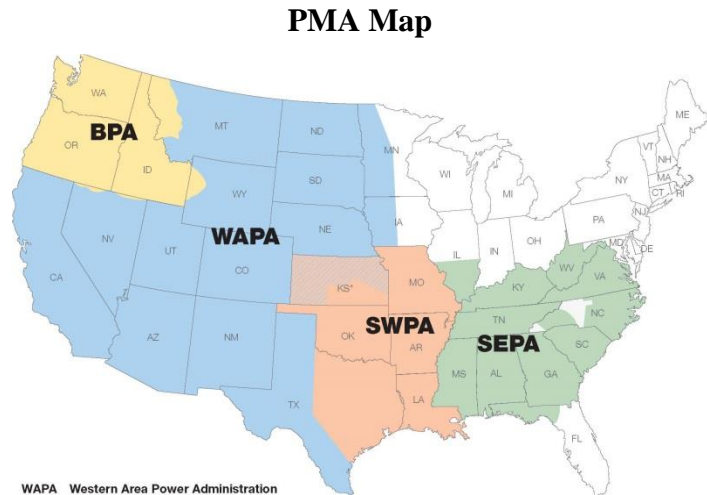 PMA Map
WA
BPA
OR
ID
MT
ND
MN
SD
WY
WAPA
NE
IA
NV
UT
CO
CA
AZ
NM
KS*
OK
TX
MO
SWPA
AR
LA
WI
MI
IL
IN
OH
KY
WV
VA
TN
NC
SEPA
SC
MS
AL
GA
FL
PA
NY
VT
NH
ME
MA
CT
RI
NJ
MD
DE
WAPA Western Area Power Administration